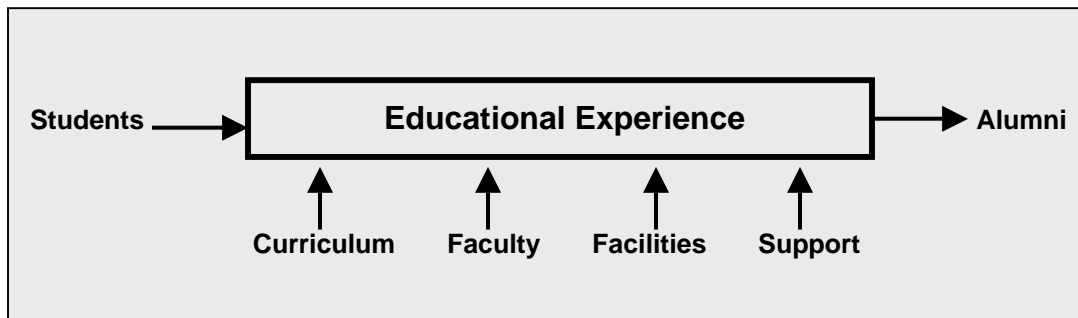 Educational Experience
Students
Alumni
Curriculum Faculty Facilities Support